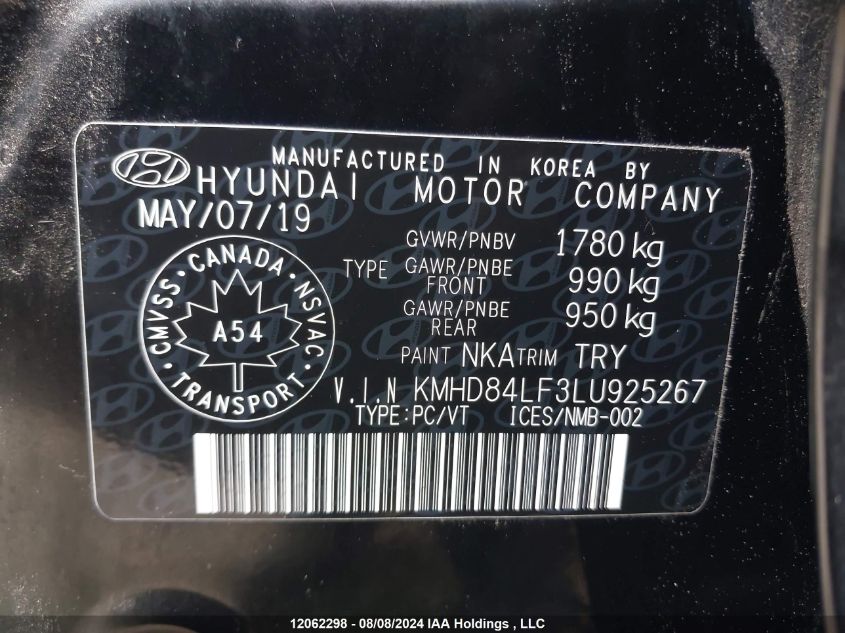 MANUFACTURED IN KOREA BY
HYUNDAI MOTOR COMPANY
MAY/07/19
GVWR/PNBV 1780 kg
TYPE GAWR/PNBE FRONT 990 kg
GAWR/PNBE REAR 950 kg
PAINT NKA TRIM TRY
CMVSS · CANADA · NSVAC
A54
TRANSPORT
V.I.N KMHD84LF3LU925267
TYPE:PC/VT ICES/NMB-002
12062298 - 08/08/2024 IAA Holdings , LLC